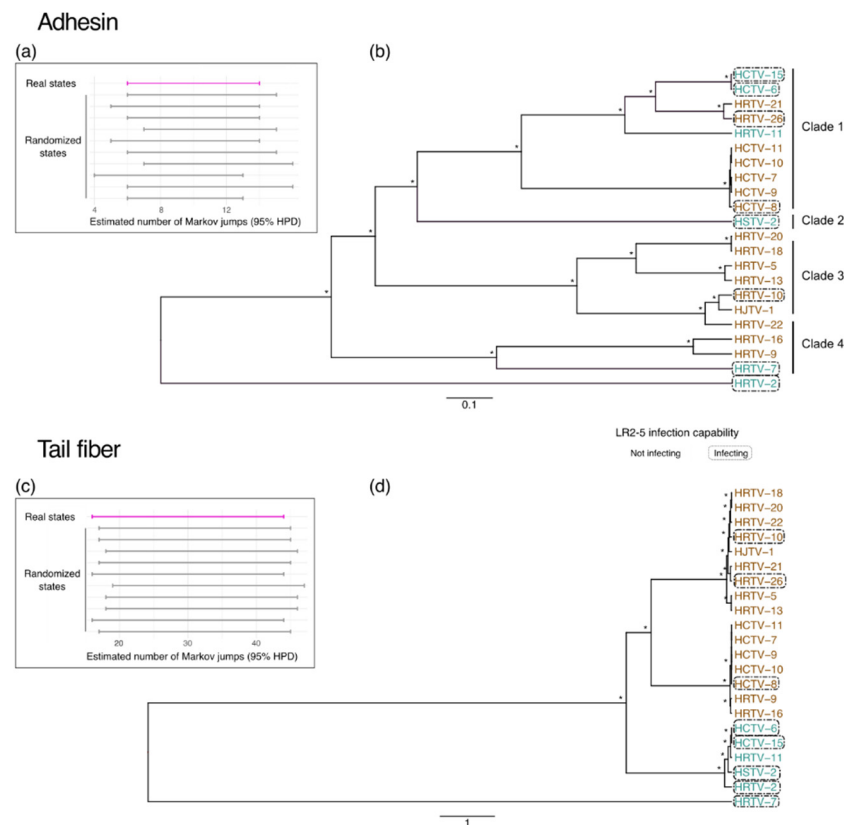 Adhesin
(a)
Real states
Randomized
states
4
8
12
Estimated number of Markov jumps (95% HPD)
(b)
HCTV−15
HCTV−6
HRTV−21
HRTV−26
HRTV−11
HCTV−11
HCTV−10
HCTV−7
HCTV−9
HCTV−8
HSTV−2
HRTV−20
HRTV−18
HRTV−5
HRTV−13
HRTV−10
HJTV−1
HRTV−22
HRTV−16
HRTV−9
HRTV−7
HRTV−2
Clade 1
Clade 2
Clade 3
Clade 4
0.1
Tail fiber
LR2-5 infection capability
Not infecting
Infecting
(c)
Real states
Randomized
states
20
30
40
Estimated number of Markov jumps (95% HPD)
(d)
HRTV−18
HRTV−20
HRTV−22
HRTV−10
HJTV−1
HRTV−21
HRTV−26
HRTV−5
HRTV−13
HCTV−11
HCTV−7
HCTV−9
HCTV−10
HCTV−8
HRTV−9
HRTV−16
HCTV−6
HCTV−15
HRTV−11
HSTV−2
HRTV−2
HRTV−7
1